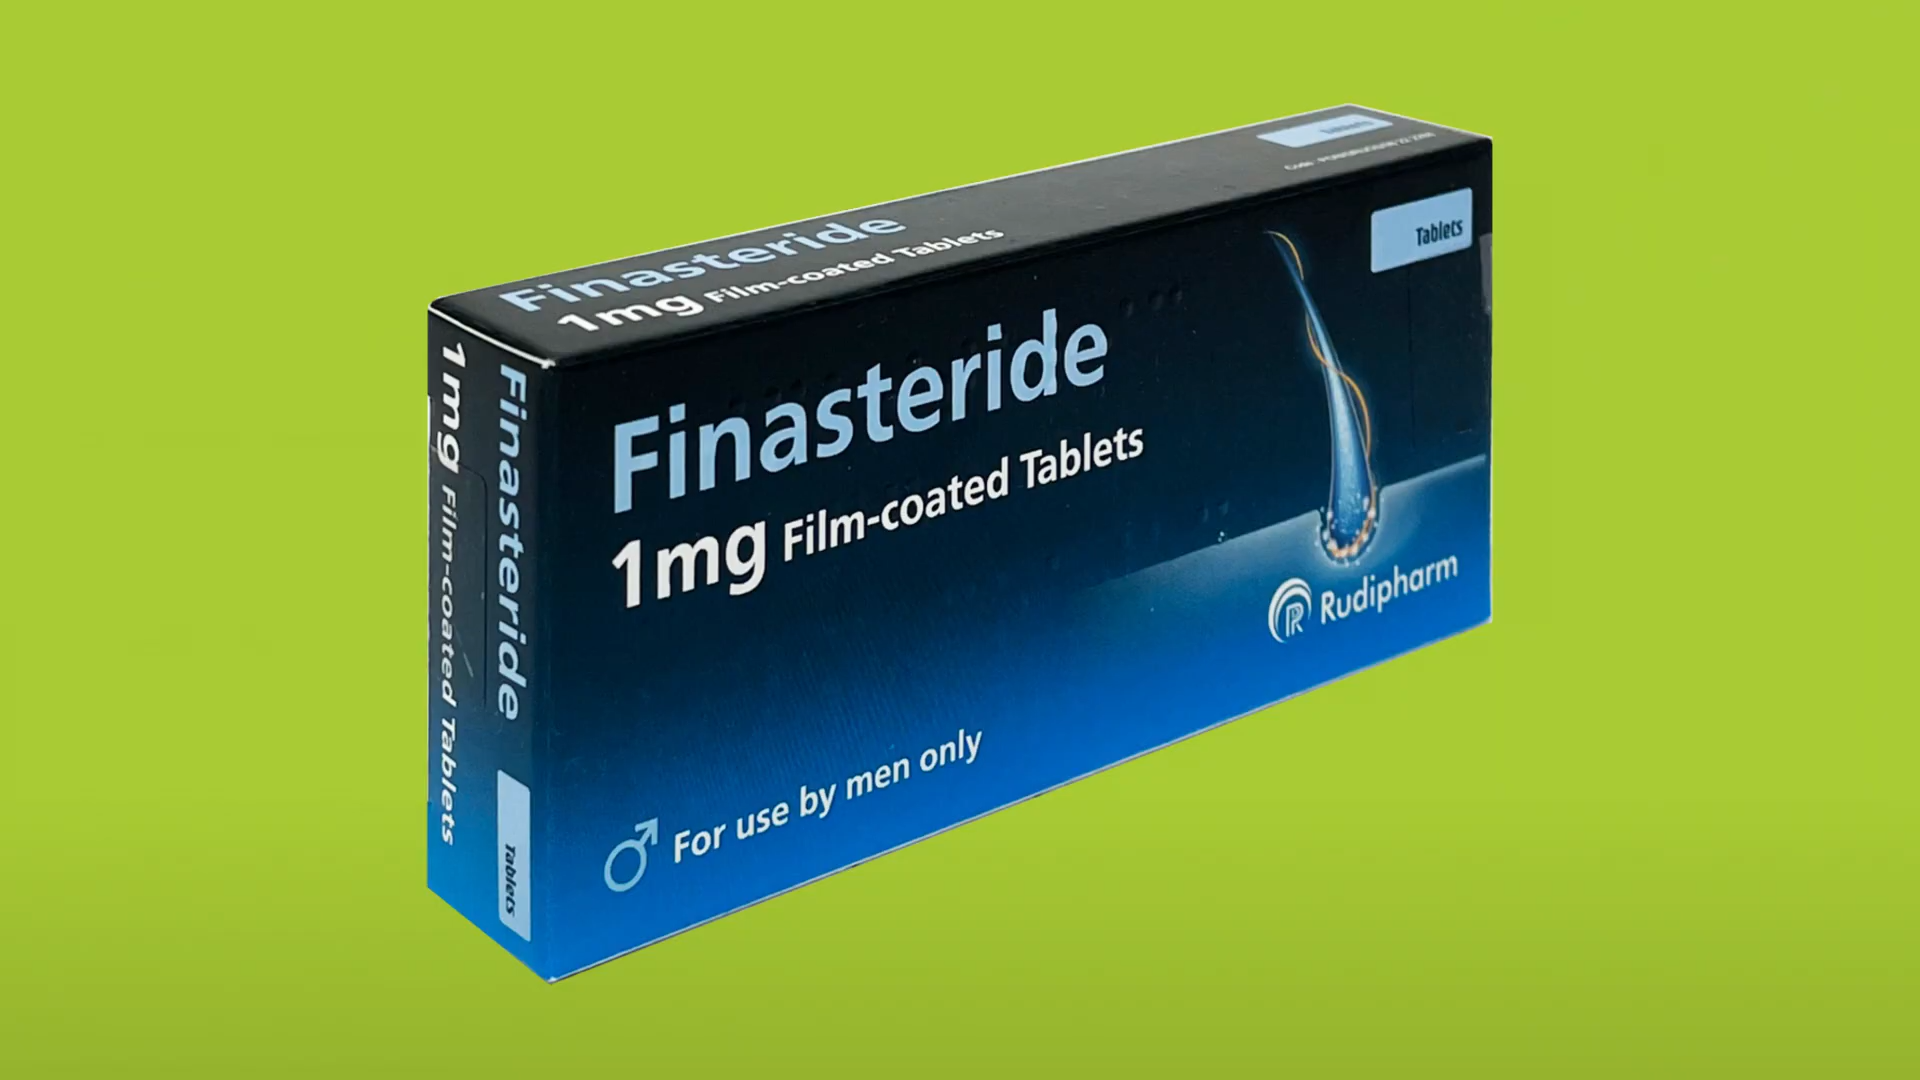 Tablets
Finasteride
1mg Film-coated Tablets
Tablets
Finasteride
1mg Film-coated Tablets
Rudipharm
For use by men only
Finasteride
1mg Film-coated Tablets
Tablets